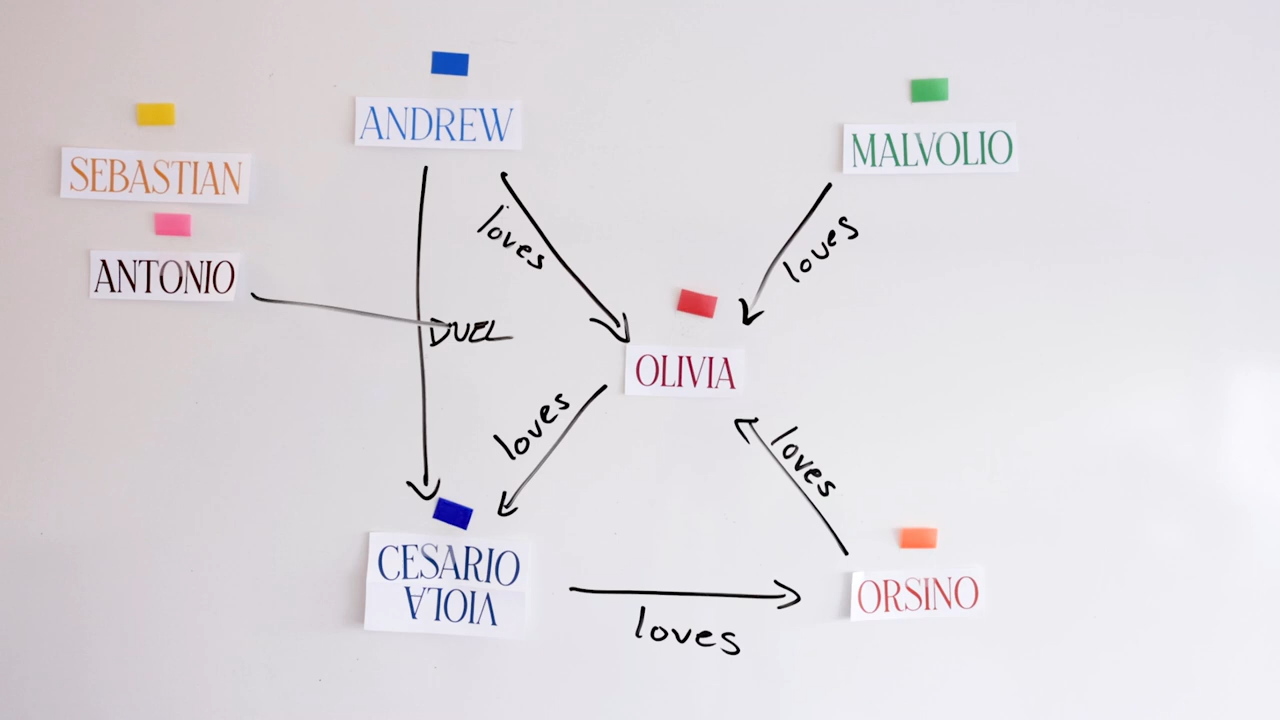 ANDREW
MALVOLIO
SEBASTIAN
loves
loves
ANTONIO
DUEL
OLIVIA
loves
loves
CESARIO
VIOLA
ORSINO
loves